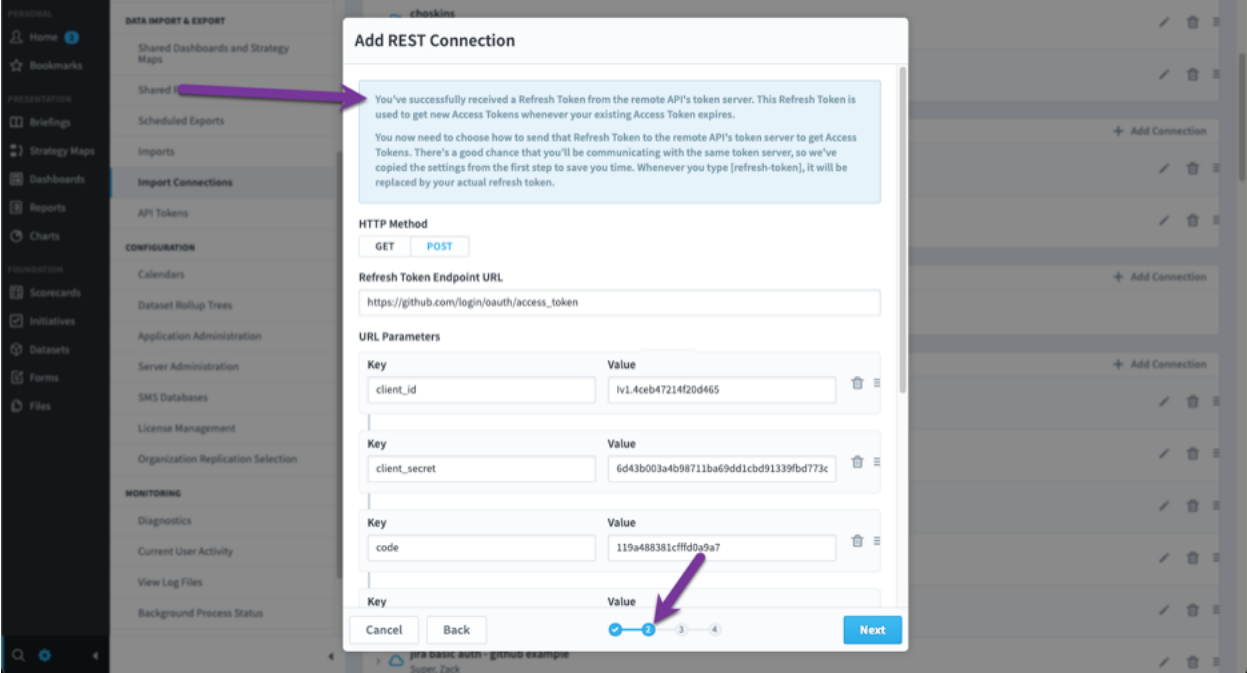 PERSONAL
Home 2
Bookmarks
PRESENTATION
Briefings
Strategy Maps
Dashboards
Reports
Charts
FOUNDATION
Scorecards
Initiatives
Datasets
Forms
Files
DATA IMPORT & EXPORT
Shared Dashboards and Strategy
Maps
Shared
Scheduled Exports
Imports
Import Connections
API Tokens
CONFIGURATION
Calendars
Dataset Rollup Trees
Application Administration
Server Administration
SMS Databases
License Management
Organization Replication Selection
MONITORING
Diagnostics
Current User Activity
View Log Files
Background Process Status
choskins
Add REST Connection
You've successfully received a Refresh Token from the remote API's token server. This Refresh Token is
used to get new Access Tokens whenever your existing Access Token expires.
You now need to choose how to send that Refresh Token to the remote API's token server to get Access
Tokens. There's a good chance that you'll be communicating with the same token server, so we've
copied the settings from the first step to save you time. Whenever you type [refresh-token], it will be
replaced by your actual refresh token.
HTTP Method
GET POST
Refresh Token Endpoint URL
https://github.com/login/oauth/access_token
URL Parameters
Key Value
client_id Iv1.4ceb47214f20d465
Key Value
client_secret 6d43b003a4b98711ba69dd1cbd91339fbd773c
Key Value
code 119a488381cfffd0a9a7
Key Value
Cancel Back 2 3 4 Next
+ Add Connection
+ Add Connection
+ Add Connection
jira basic auth - github example
Super, Zack